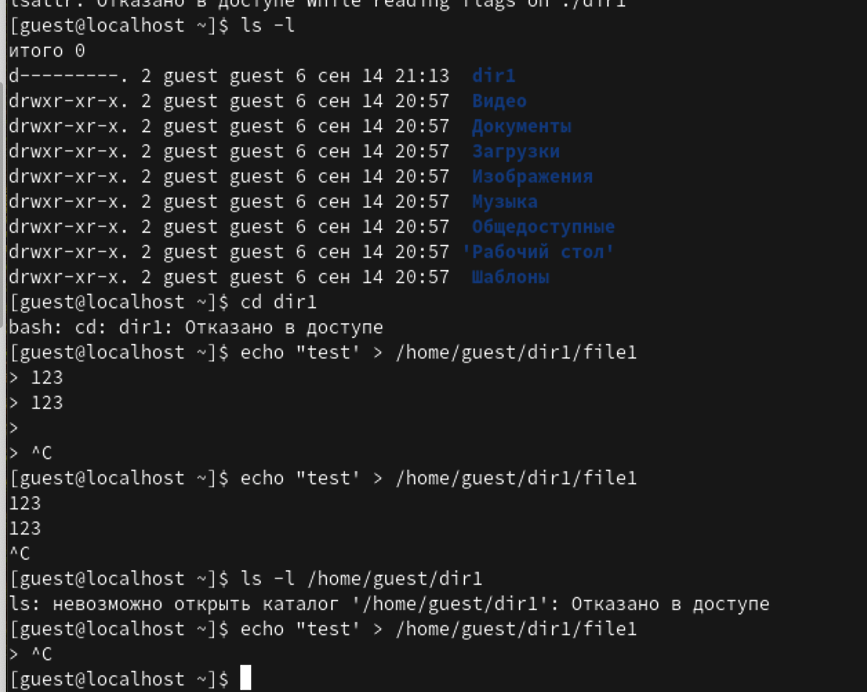 lsattr: Отказано в доступе While reading flags on ./dir1
[guest@localhost ~]$ ls -l
итого 0
d---------. 2 guest guest 6 сен 14 21:13  dir1
drwxr-xr-x. 2 guest guest 6 сен 14 20:57  Видео
drwxr-xr-x. 2 guest guest 6 сен 14 20:57  Документы
drwxr-xr-x. 2 guest guest 6 сен 14 20:57  Загрузки
drwxr-xr-x. 2 guest guest 6 сен 14 20:57  Изображения
drwxr-xr-x. 2 guest guest 6 сен 14 20:57  Музыка
drwxr-xr-x. 2 guest guest 6 сен 14 20:57  Общедоступные
drwxr-xr-x. 2 guest guest 6 сен 14 20:57 'Рабочий стол'
drwxr-xr-x. 2 guest guest 6 сен 14 20:57  Шаблоны
[guest@localhost ~]$ cd dir1
bash: cd: dir1: Отказано в доступе
[guest@localhost ~]$ echo "test' > /home/guest/dir1/file1
> 123
> 123
>
> ^C
[guest@localhost ~]$ echo "test' > /home/guest/dir1/file1
123
123
^C
[guest@localhost ~]$ ls -l /home/guest/dir1
ls: невозможно открыть каталог '/home/guest/dir1': Отказано в доступе
[guest@localhost ~]$ echo "test' > /home/guest/dir1/file1
> ^C
[guest@localhost ~]$